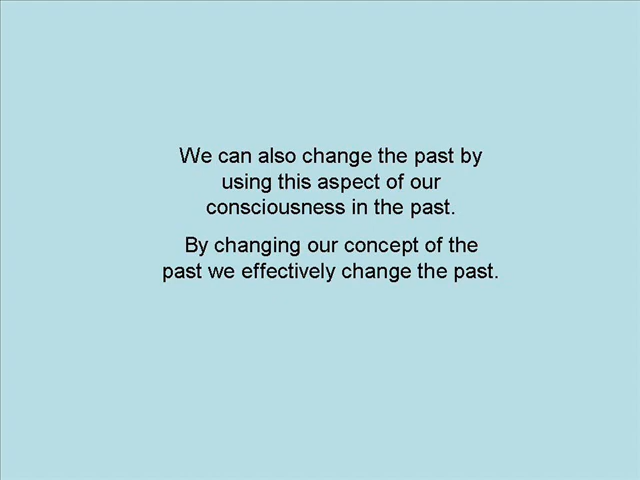 We can also change the past by
using this aspect of our
consciousness in the past.
By changing our concept of the
past we effectively change the past.